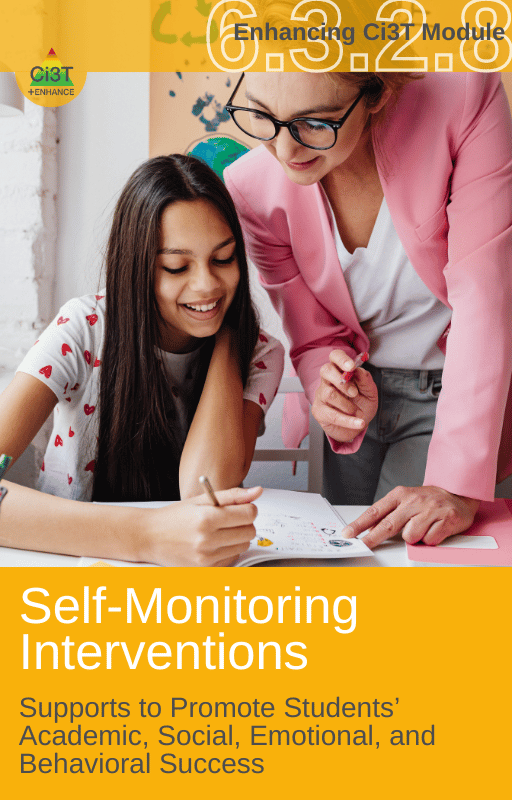 6.3.2.8
Enhancing Ci3T Module
Ci3T
+ENHANCE
Self-Monitoring
Interventions
Supports to Promote Students’
Academic, Social, Emotional, and
Behavioral Success